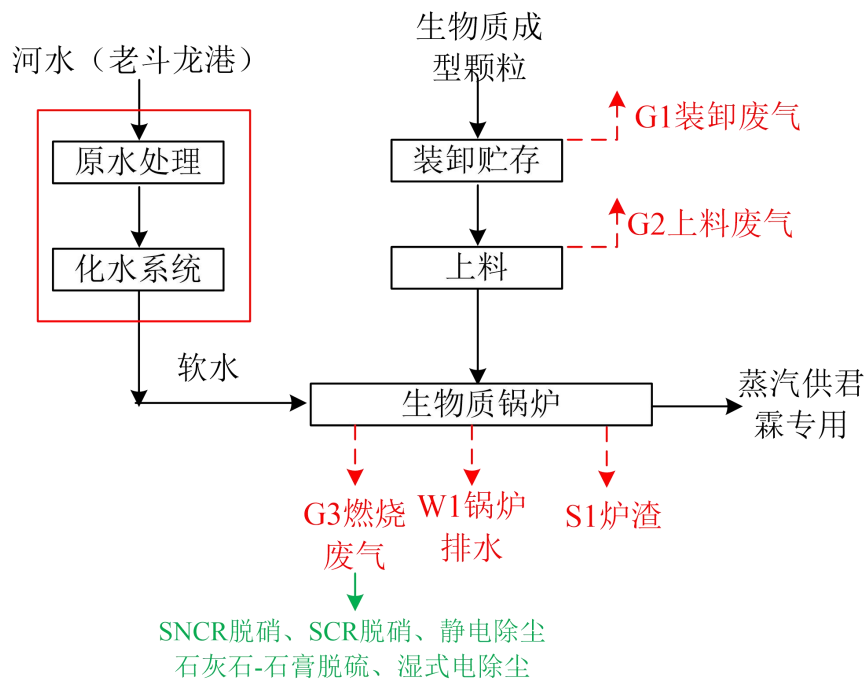 河水（老斗龙港）
生物质成
型颗粒
G1装卸废气
原水处理
装卸贮存
G2上料废气
化水系统
上料
软水
生物质锅炉
蒸汽供君
霖专用
G3燃烧
废气
W1锅炉
排水
S1炉渣
SNCR脱硝、SCR脱硝、静电除尘
石灰石-石膏脱硫、湿式电除尘